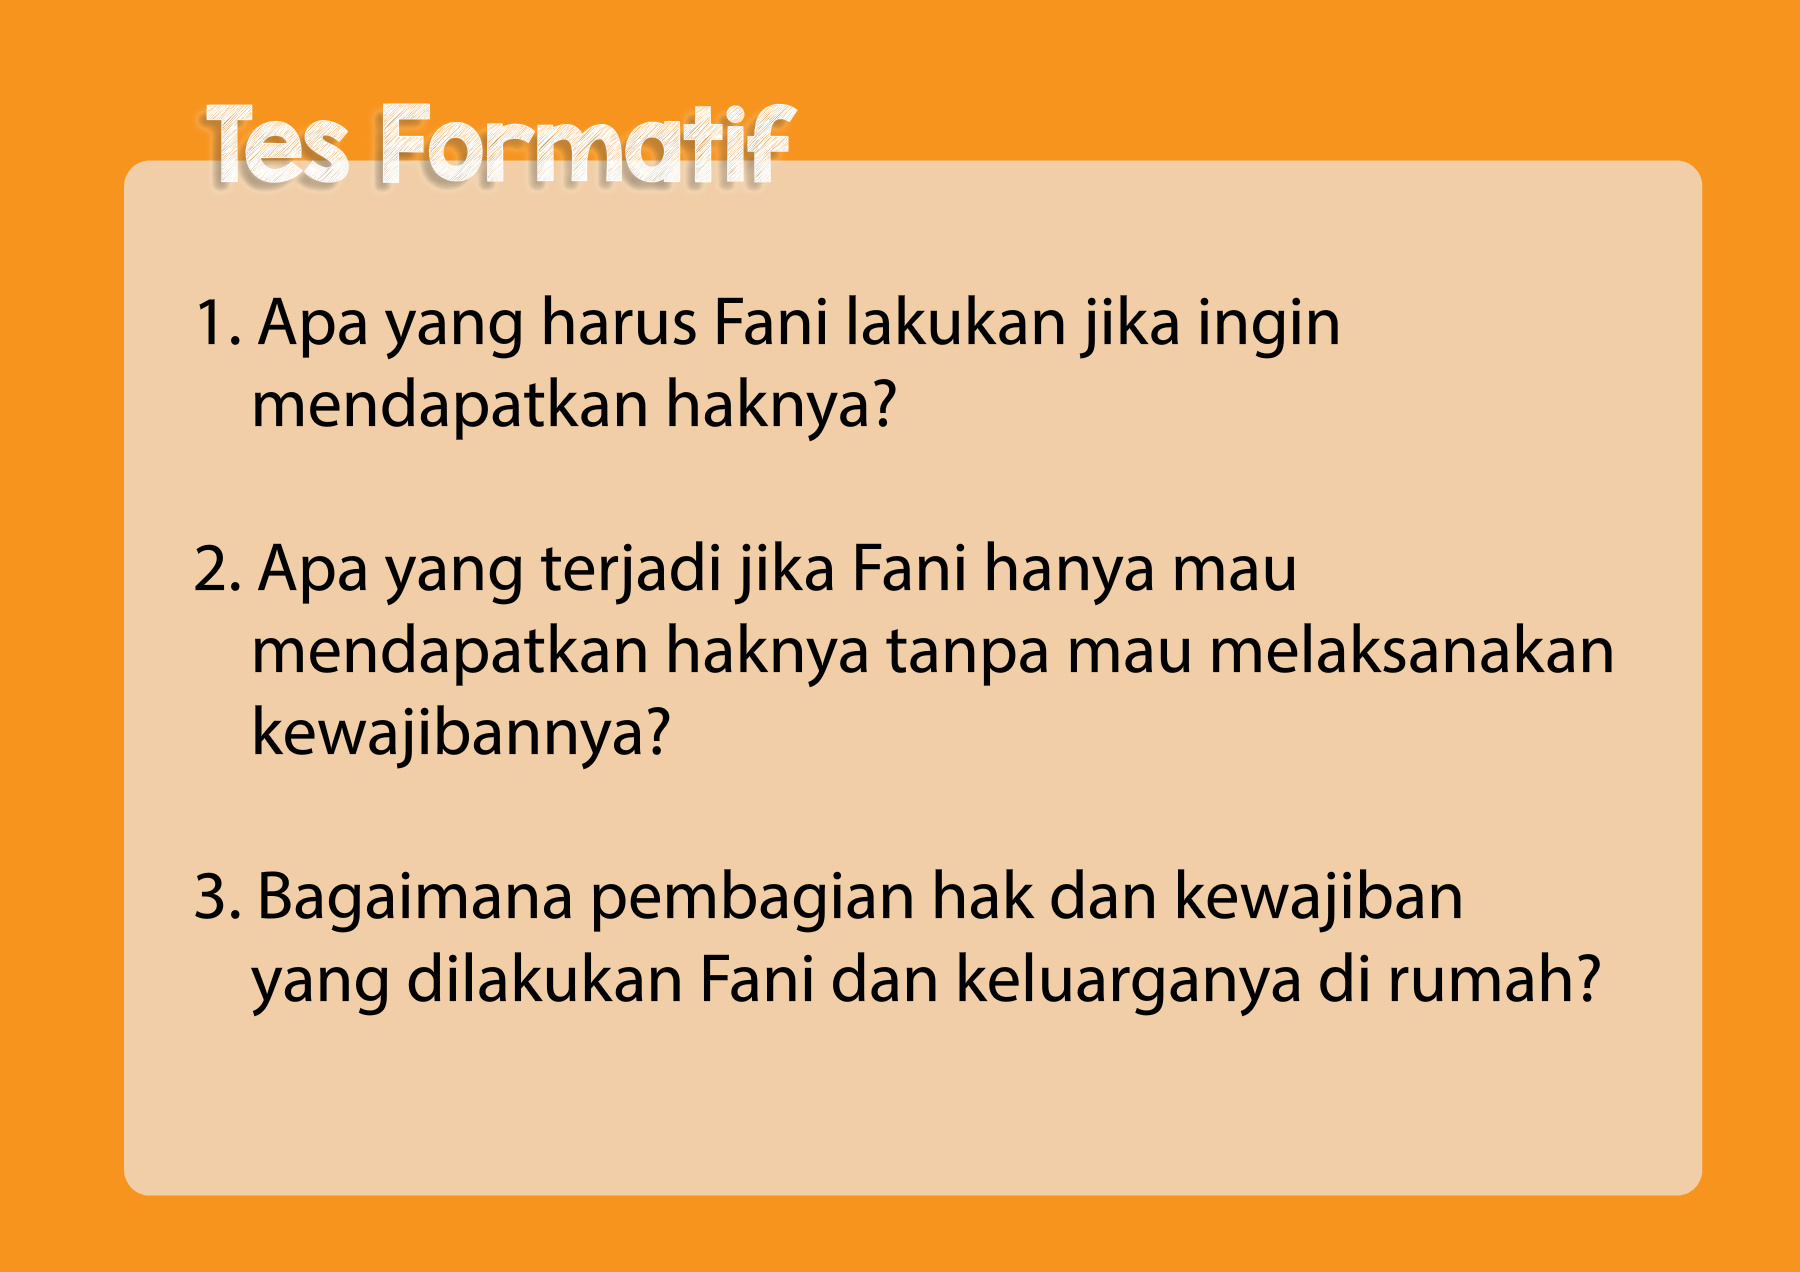 Tes Formatif
1. Apa yang harus Fani lakukan jika ingin
mendapatkan haknya?
2. Apa yang terjadi jika Fani hanya mau
mendapatkan haknya tanpa mau melaksanakan
kewajibannya?
3. Bagaimana pembagian hak dan kewajiban
yang dilakukan Fani dan keluarganya di rumah?